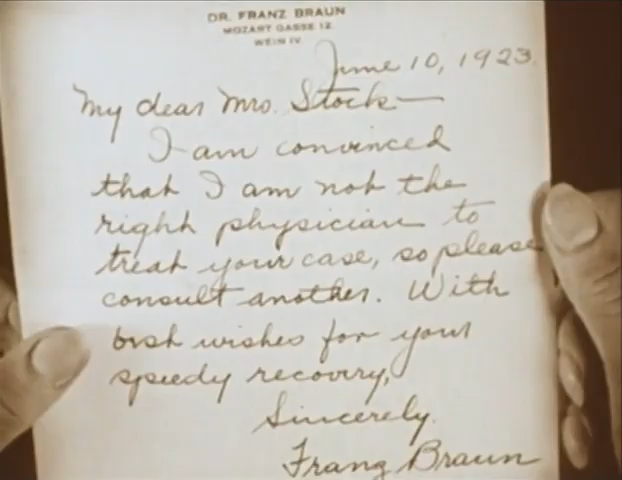 DR. FRANZ BRAUN
MOZART GASSE 12
WEIN IV.
June 10, 1923.
My dear Mrs. Stock—
I am convinced
that I am not the
right physician to
treat your case, so please
consult another. With
best wishes for your
speedy recovery,
Sincerely.
Franz Braun